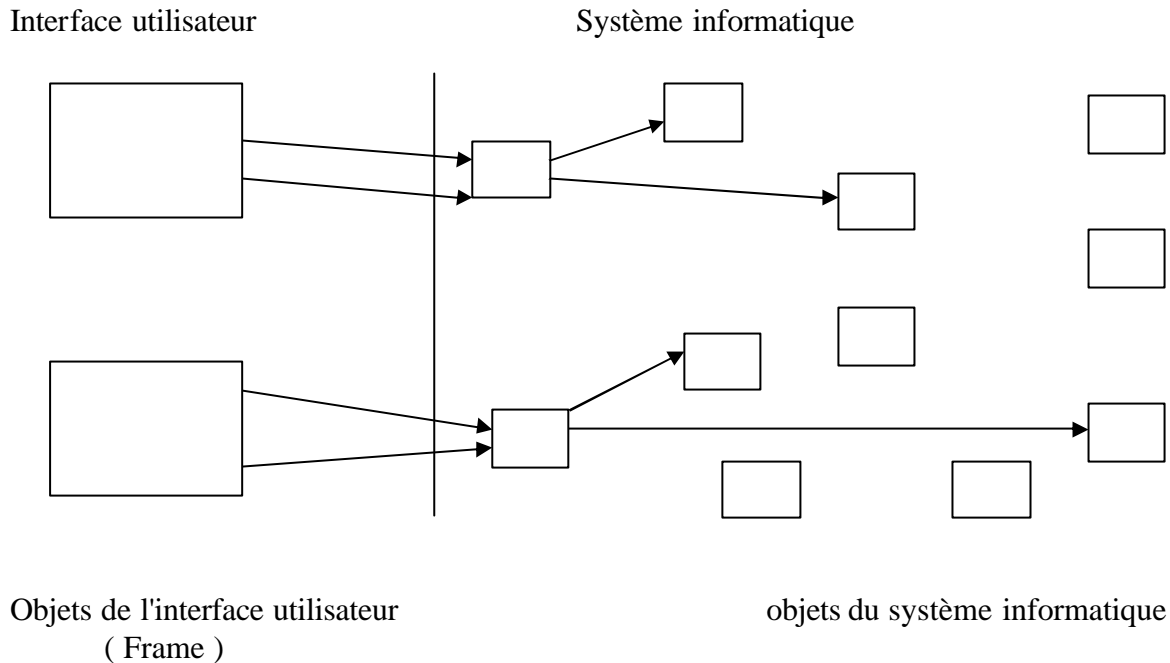 Interface utilisateur
Système informatique
Objets de l'interface utilisateur
( Frame )
objets du système informatique